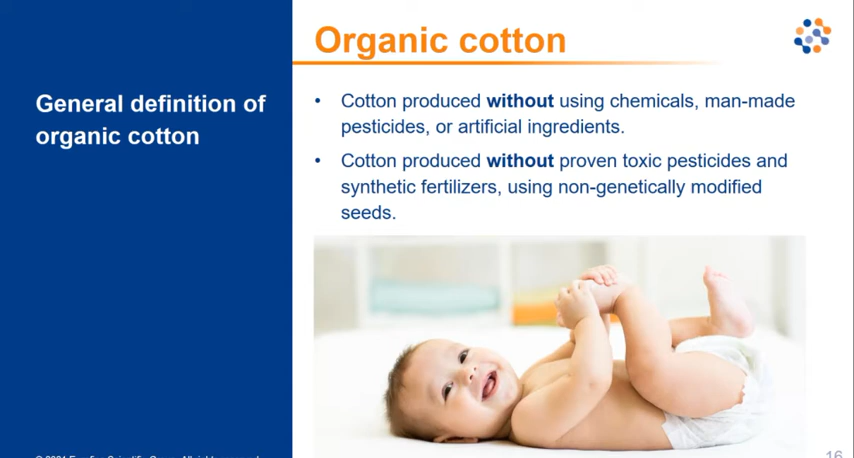 Organic cotton
General definition of
organic cotton
• Cotton produced without using chemicals, man-made
pesticides, or artificial ingredients.
• Cotton produced without proven toxic pesticides and
synthetic fertilizers, using non-genetically modified
seeds.
16